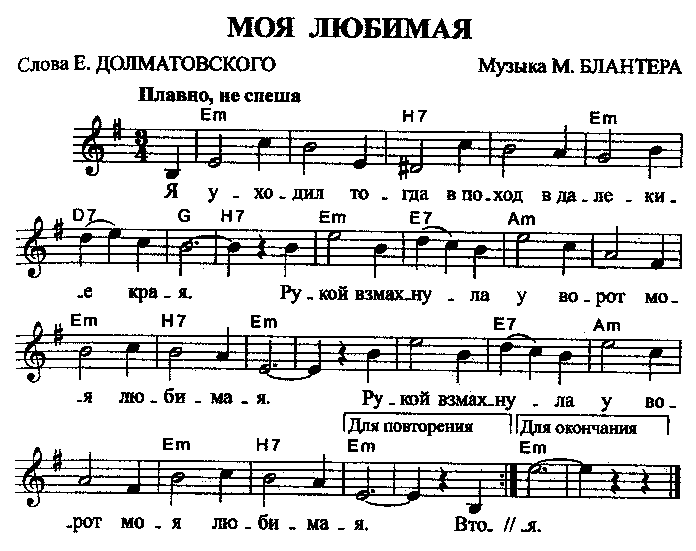 МОЯ ЛЮБИМАЯ
Слова Е. ДОЛМАТОВСКОГО Музыка М. БЛАНТЕРА
Плавно, не спеша
Em H7 Em
3/4
Я у - хо - дил то - гда в по - ход в да - ле - ки -
D7 G H7 Em E7 Am
- е кра - я. Ру - кой взмах - ну - ла у во - рот мо -
Em H7 Em E7 Am
- я лю - би - ма - я. Ру - кой взмах - ну - ла у во -
Для повторения Для окончания
Em H7 Em Em
- рот мо - я лю - би - ма - я. Вто - // - я.